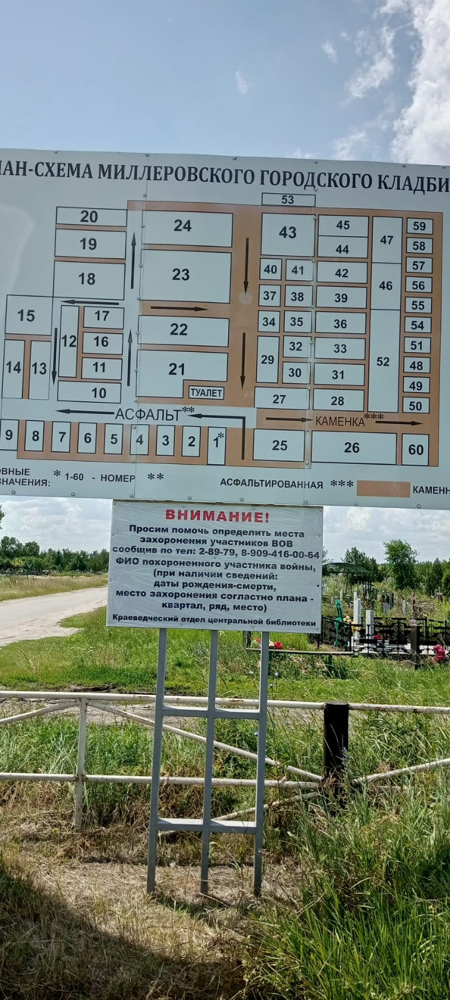 ЛАН-СХЕМА МИЛЛЕРОВСКОГО ГОРОДСКОГО КЛАДБИ
53
20 24 43 45 47 59
19 44 58
18 23 40 41 42 46 57
37 38 39 56
15 17 55
12 16 22 34 35 36 54
14 13 11 21 29 32 33 52 51
30 31 48
10 ТУАЛЕТ 49
27 28 50
АСФАЛЬТ** КАМЕНКА***
9 8 7 6 5 4 3 2 1* 25 26 60
ОВНЫЕ
ЗНАЧЕНИЯ: * 1-60 - НОМЕР ** АСФАЛЬТИРОВАННАЯ *** КАМЕНН
ВНИМАНИЕ!
Просим помочь определить места
захоронения участников ВОВ
сообщив по тел: 2-89-79, 8-909-416-00-64
ФИО похороненного участника войны,
(при наличии сведений:
даты рождения-смерти,
место захоронения согластно плана -
квартал, ряд, место)
Краеведческий отдел центральной библиотеки